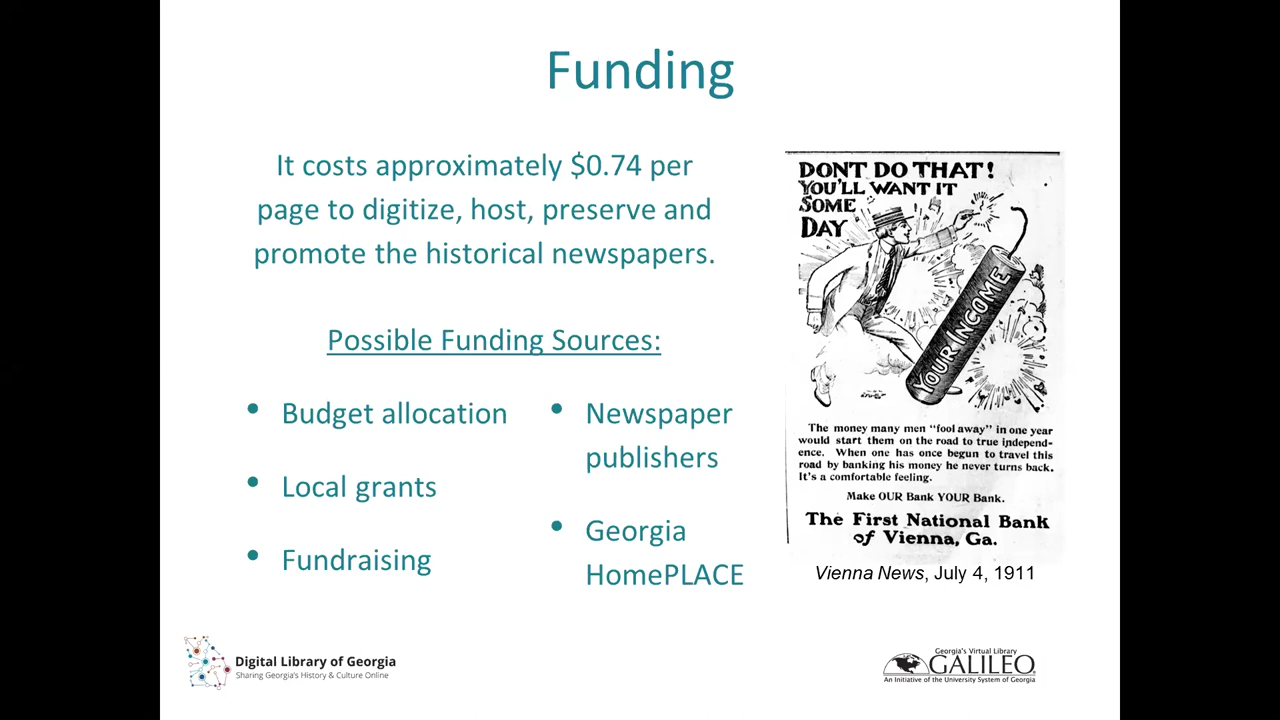 Funding
It costs approximately $0.74 per
page to digitize, host, preserve and
promote the historical newspapers.
Possible Funding Sources:
• Budget allocation
• Local grants
• Fundraising
• Newspaper
publishers
• Georgia
HomePLACE
DON'T DO THAT!
YOU'LL WANT IT
SOME
DAY
YOUR INCOME
The money many men "fool away" in one year
would start them on the road to true independ-
ence. When one has once begun to travel this
road by banking his money he never turns back.
It's a comfortable feeling.
Make OUR Bank YOUR Bank.
The First National Bank
of Vienna, Ga.
Vienna News, July 4, 1911
Digital Library of Georgia
Sharing Georgia's History & Culture Online
Georgia's Virtual Library
GALILEO
An Initiative of the University System of Georgia